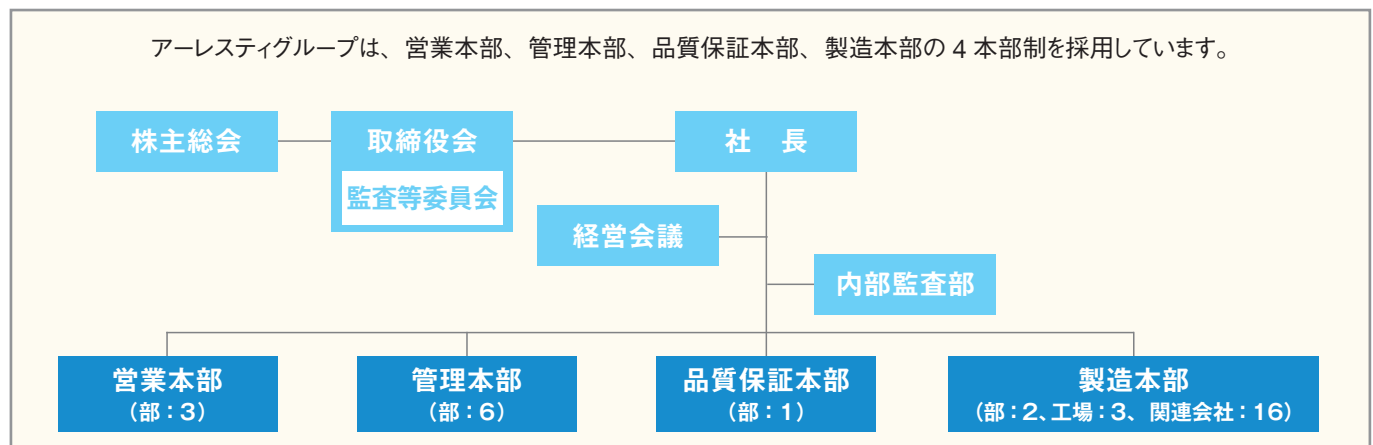 アーレスティグループは、営業本部、管理本部、品質保証本部、製造本部の4本部制を採用しています。
株主総会
取締役会
社 長
監査等委員会
経営会議
内部監査部
営業本部
(部:3)
管理本部
(部:6)
品質保証本部
(部:1)
製造本部
(部:2、工場:3、関連会社:16)